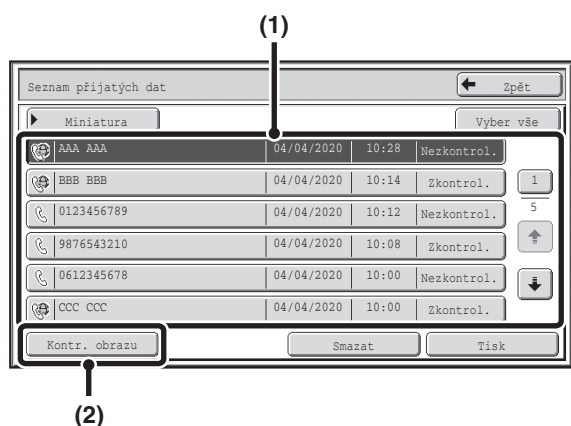 (1)
Seznam přijatých dat
Zpět
Miniatura
Vyber vše
AAA AAA 04/04/2020 10:28 Nezkontrol.
BBB BBB 04/04/2020 10:14 Zkontrol.
1
0123456789 04/04/2020 10:12 Nezkontrol.
5
9876543210 04/04/2020 10:08 Zkontrol.
0612345678 04/04/2020 10:00 Nezkontrol.
CCC CCC 04/04/2020 10:00 Zkontrol.
Kontr. obrazu
Smazat
Tisk
(2)